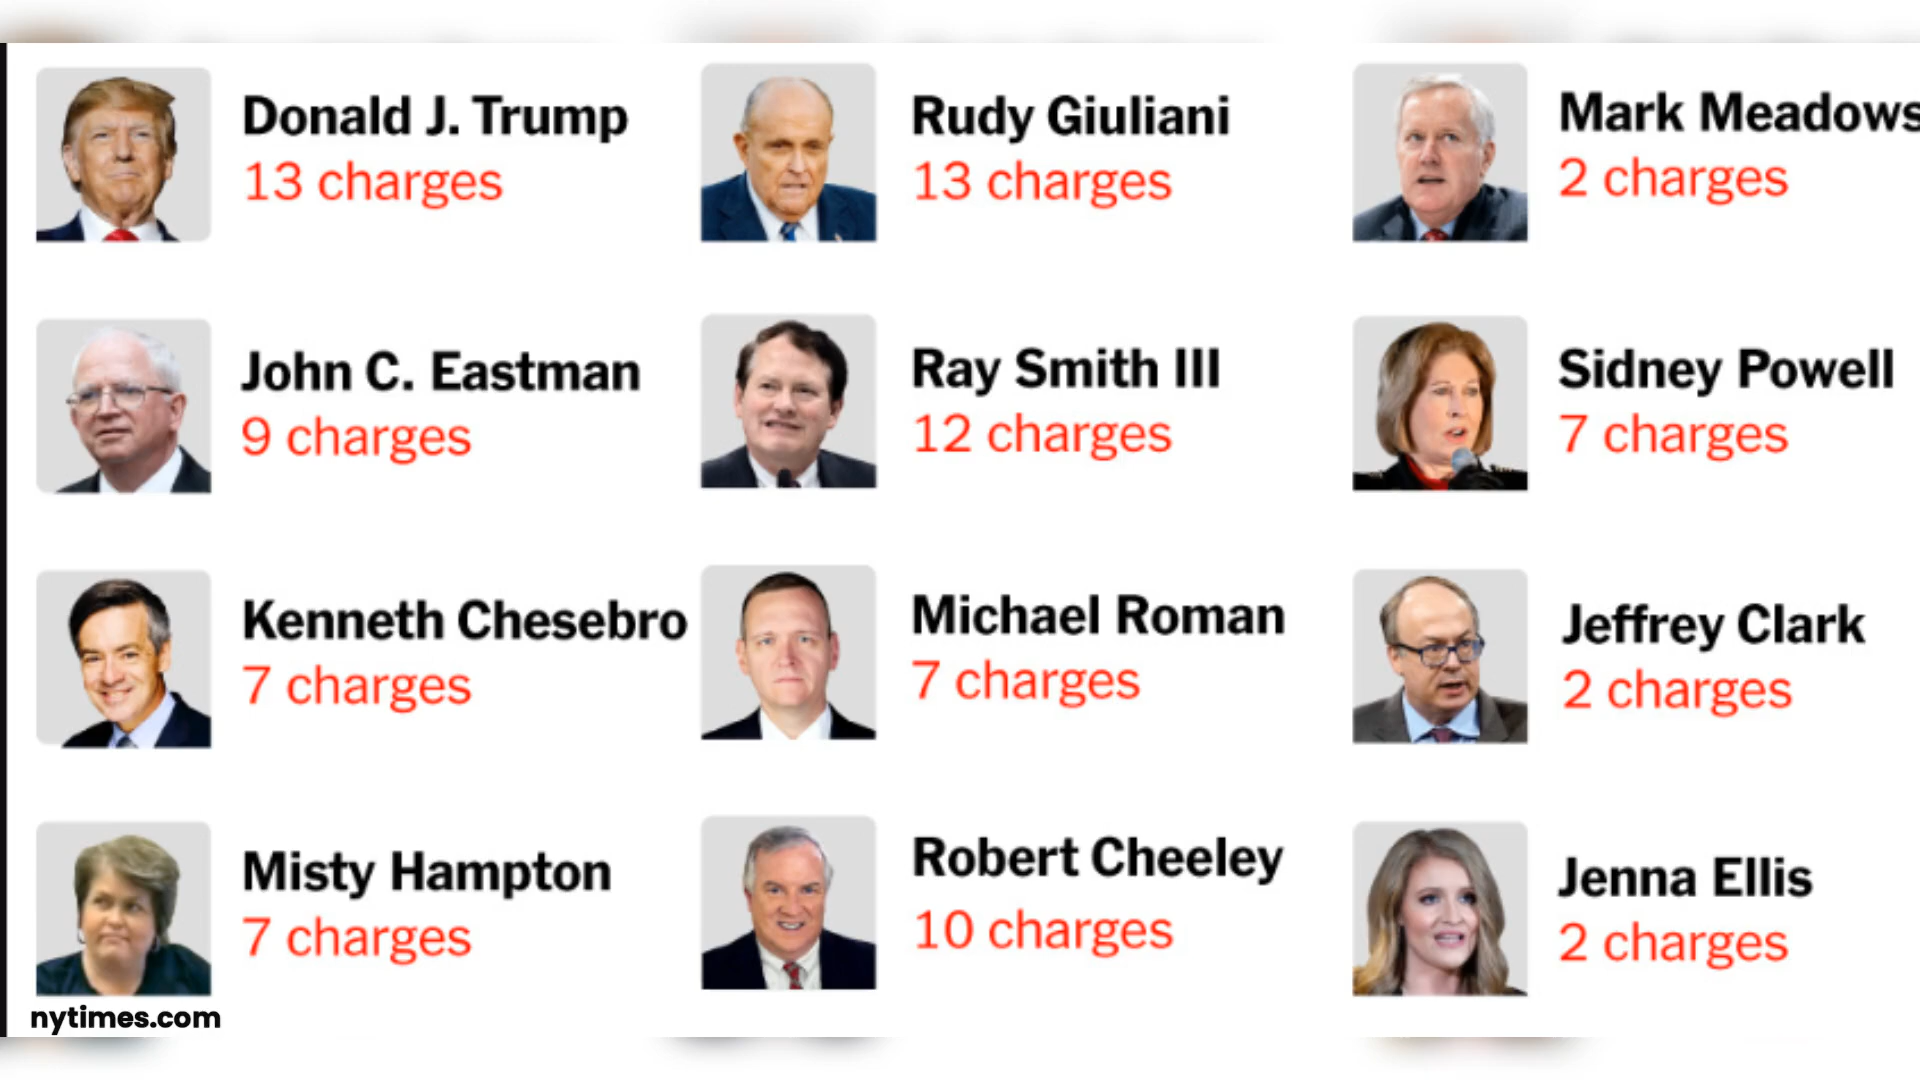 Donald J. Trump
13 charges
Rudy Giuliani
13 charges
Mark Meadows
2 charges
John C. Eastman
9 charges
Ray Smith III
12 charges
Sidney Powell
7 charges
Kenneth Chesebro
7 charges
Michael Roman
7 charges
Jeffrey Clark
2 charges
Misty Hampton
7 charges
Robert Cheeley
10 charges
Jenna Ellis
2 charges
nytimes.com